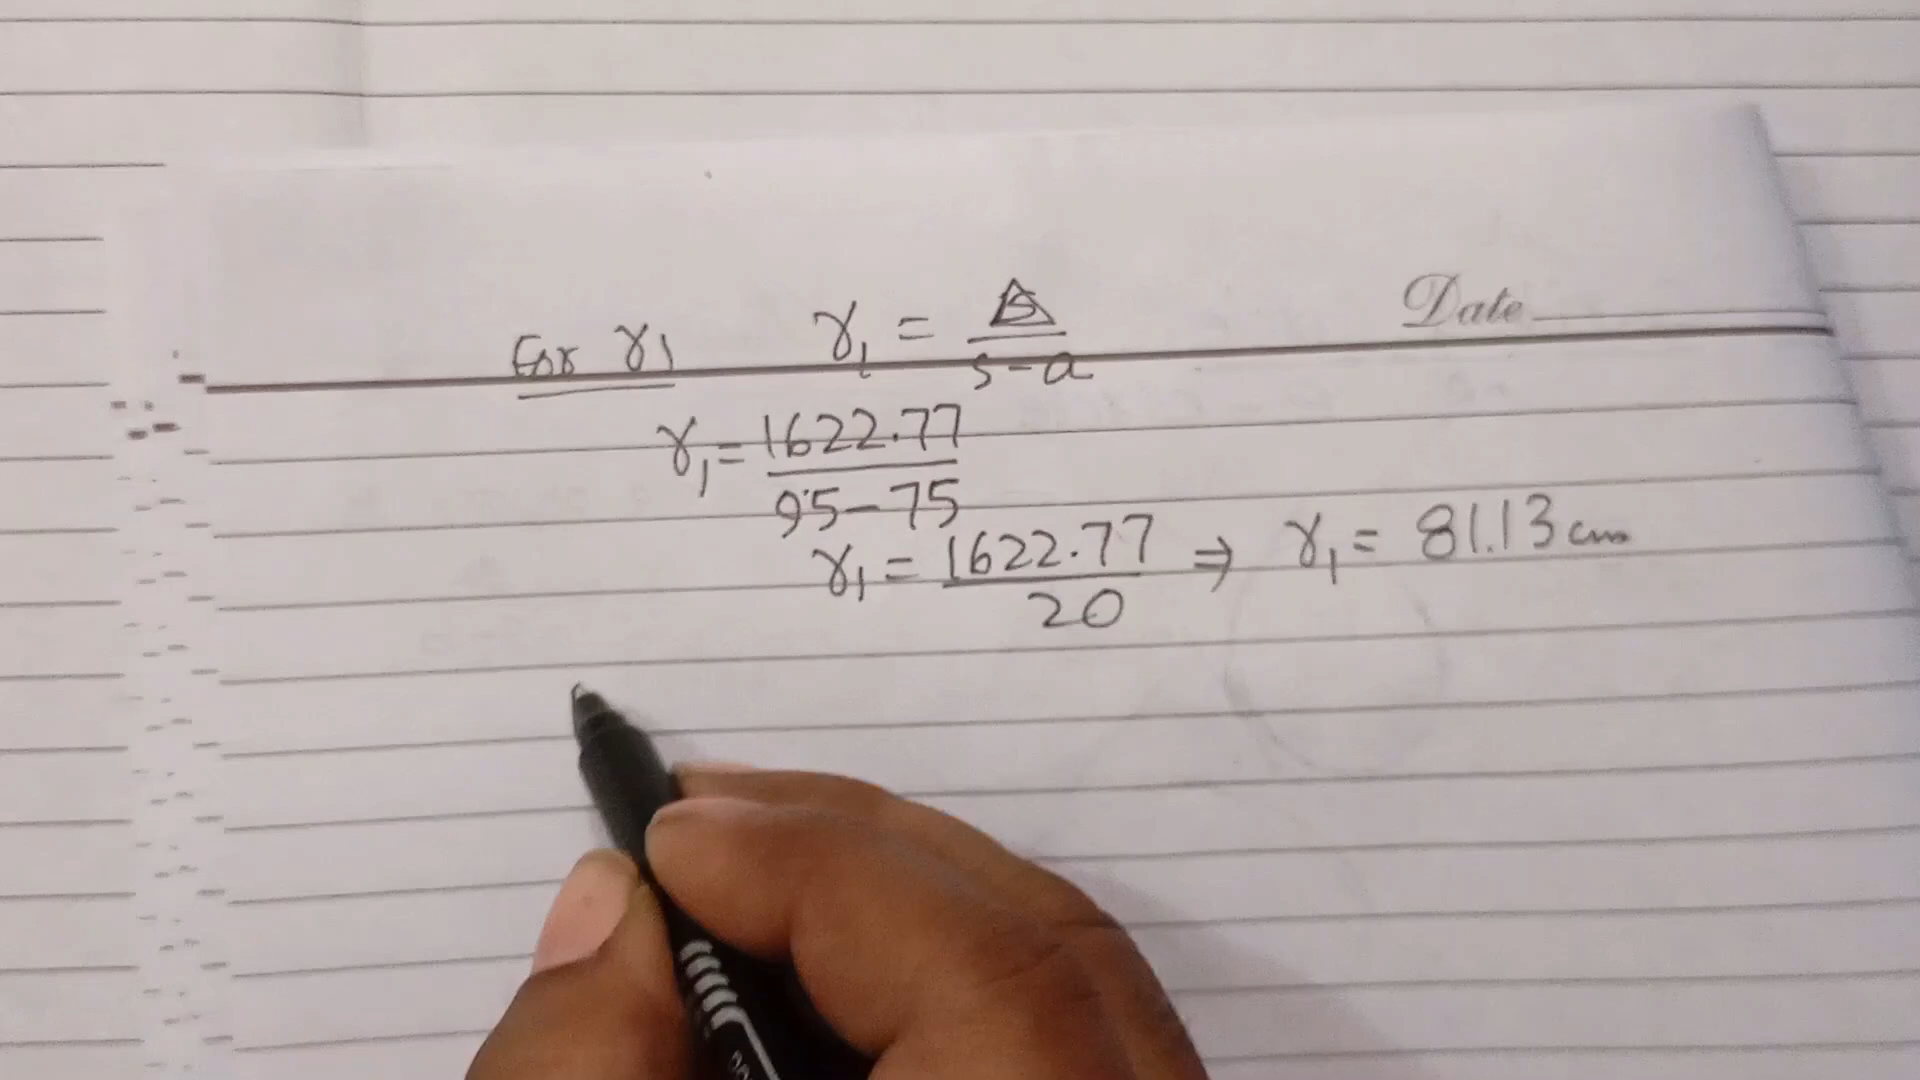 For r₁ r₁ = Δ / s-a Date
r₁ = 1622.77 / 95-75
r₁ = 1622.77 / 20 ⇒ r₁ = 81.13 cm